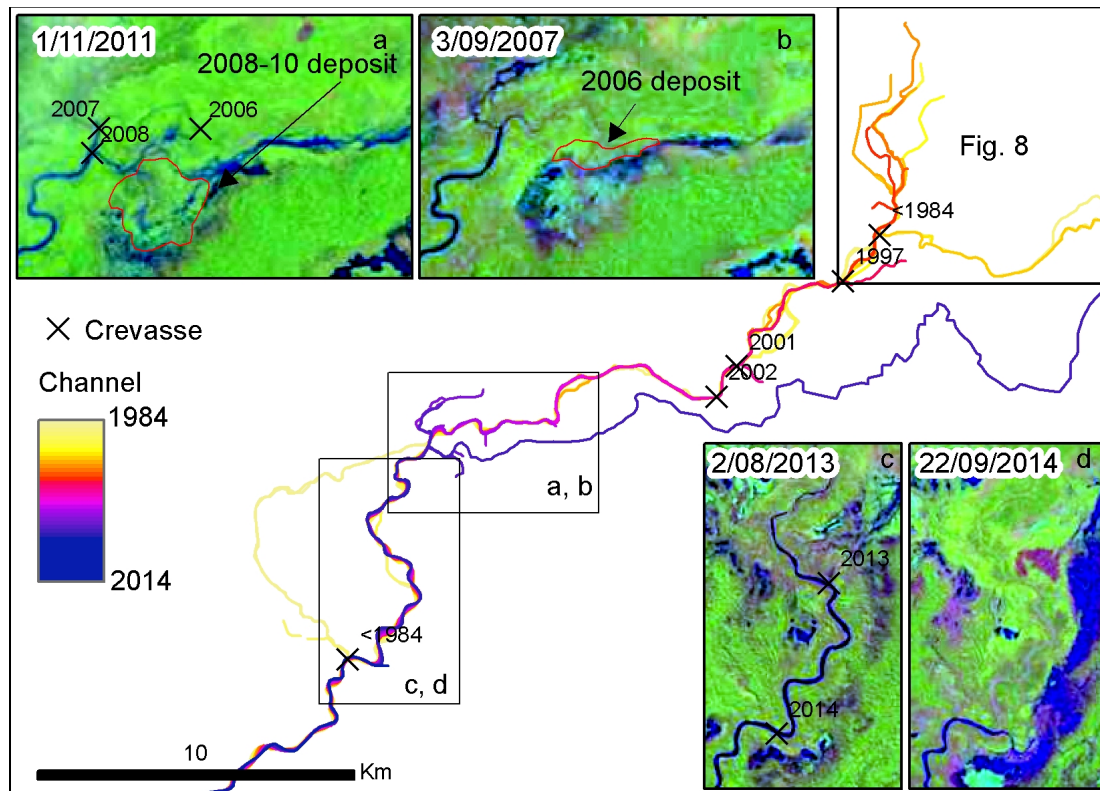 1/11/2011
a
2008-10 deposit
2007
2006
2008
3/09/2007
b
2006 deposit
Fig. 8
<1984
1997
2001
2002
Crevasse
Channel
1984
2014
a, b
<1984
c, d
10
Km
2/08/2013
c
2013
2014
22/09/2014
d